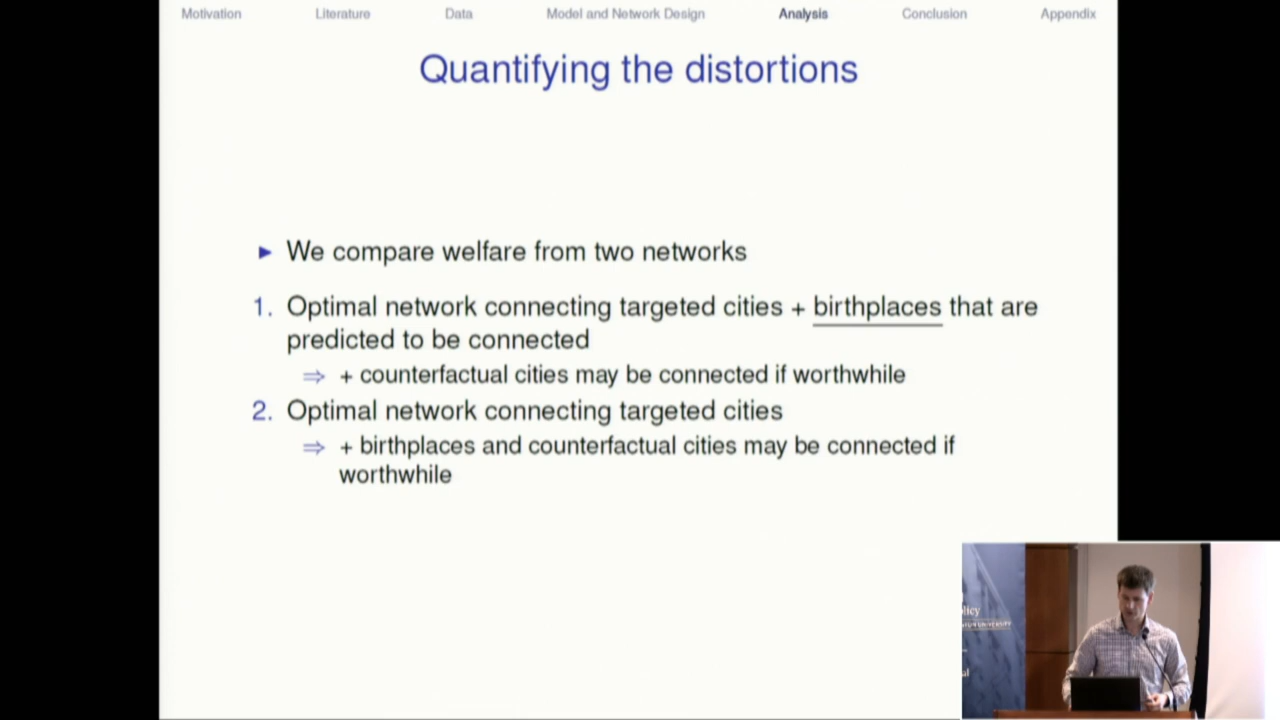 Motivation Literature Data Model and Network Design Analysis Conclusion Appendix
Quantifying the distortions
► We compare welfare from two networks
1. Optimal network connecting targeted cities + birthplaces that are
predicted to be connected
⇒ + counterfactual cities may be connected if worthwhile
2. Optimal network connecting targeted cities
⇒ + birthplaces and counterfactual cities may be connected if
worthwhile